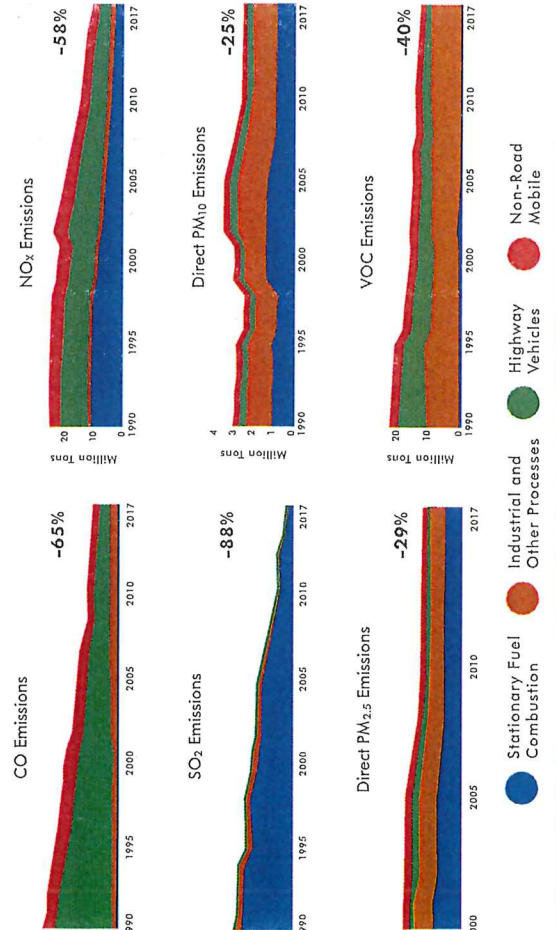 CO Emissions
-65%
990 1995 2000 2005 2010 2017
NOX Emissions
-58%
Million Tons
20
10
0
1990 1995 2000 2005 2010 2017
SO2 Emissions
-88%
990 1995 2000 2005 2010 2017
Direct PM10 Emissions
-25%
Million Tons
4
3
2
1
0
1990 1995 2000 2005 2010 2017
Direct PM2.5 Emissions
-29%
00 2005 2010 2017
VOC Emissions
-40%
Million Tons
20
10
0
1990 1995 2000 2005 2010 2017
Stationary Fuel
Combustion
Industrial and
Other Processes
Highway
Vehicles
Non-Road
Mobile